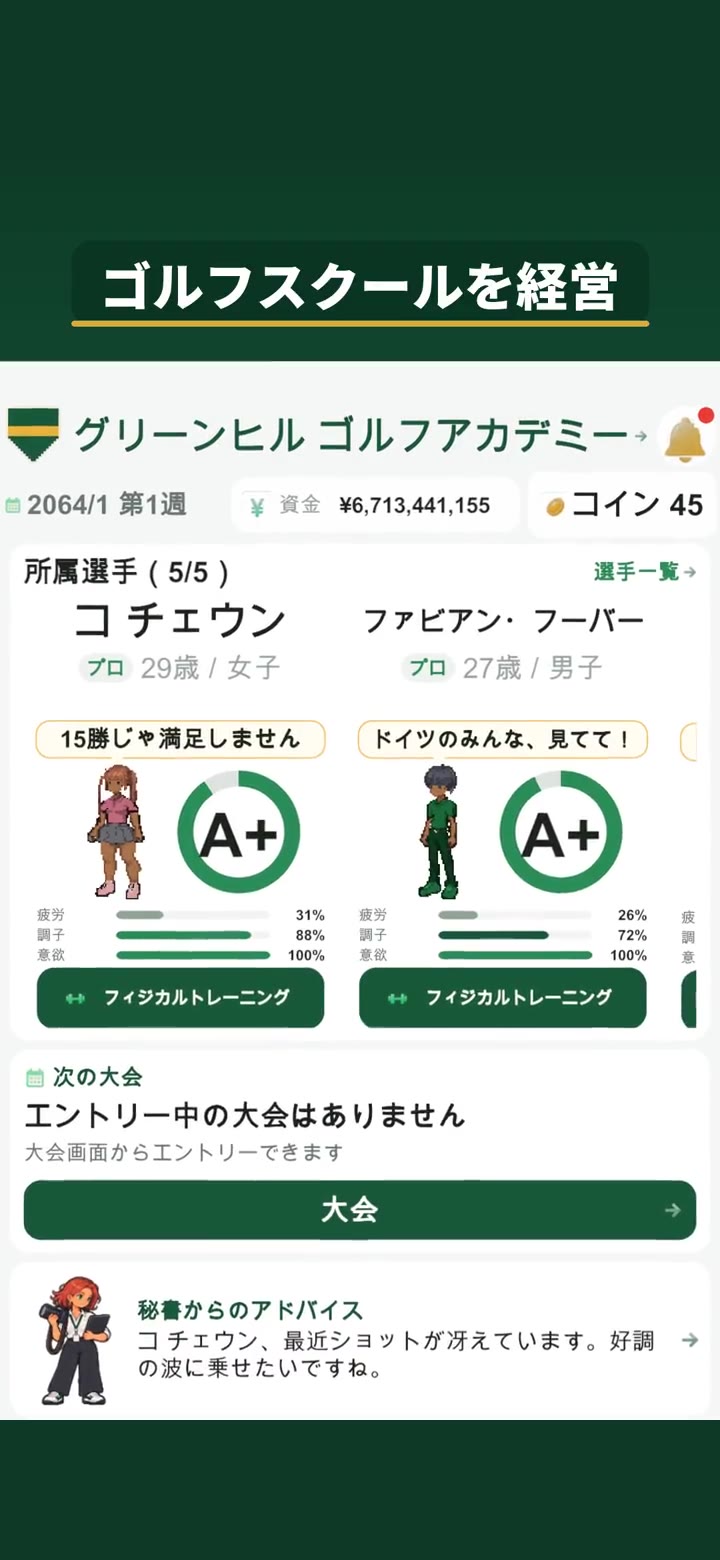 ゴルフスクールを経営
グリーンヒル ゴルフアカデミー
2064/1 第1週
¥ 資金 ¥6,713,441,155
コイン 45
所属選手 ( 5/5 )
選手一覧
コ チェウン
プロ 29歳 / 女子
15勝じゃ満足しません
A+
疲労 31%
調子 88%
意欲 100%
フィジカルトレーニング
ファビアン· フーバー
プロ 27歳 / 男子
ドイツのみんな、見てて！
A+
疲労 26%
調子 72%
意欲 100%
フィジカルトレーニング
疲
調
意
次の大会
エントリー中の大会はありません
大会画面からエントリーできます
大会
秘書からのアドバイス
コ チェウン、最近ショットが冴えています。好調
の波に乗せたいですね。